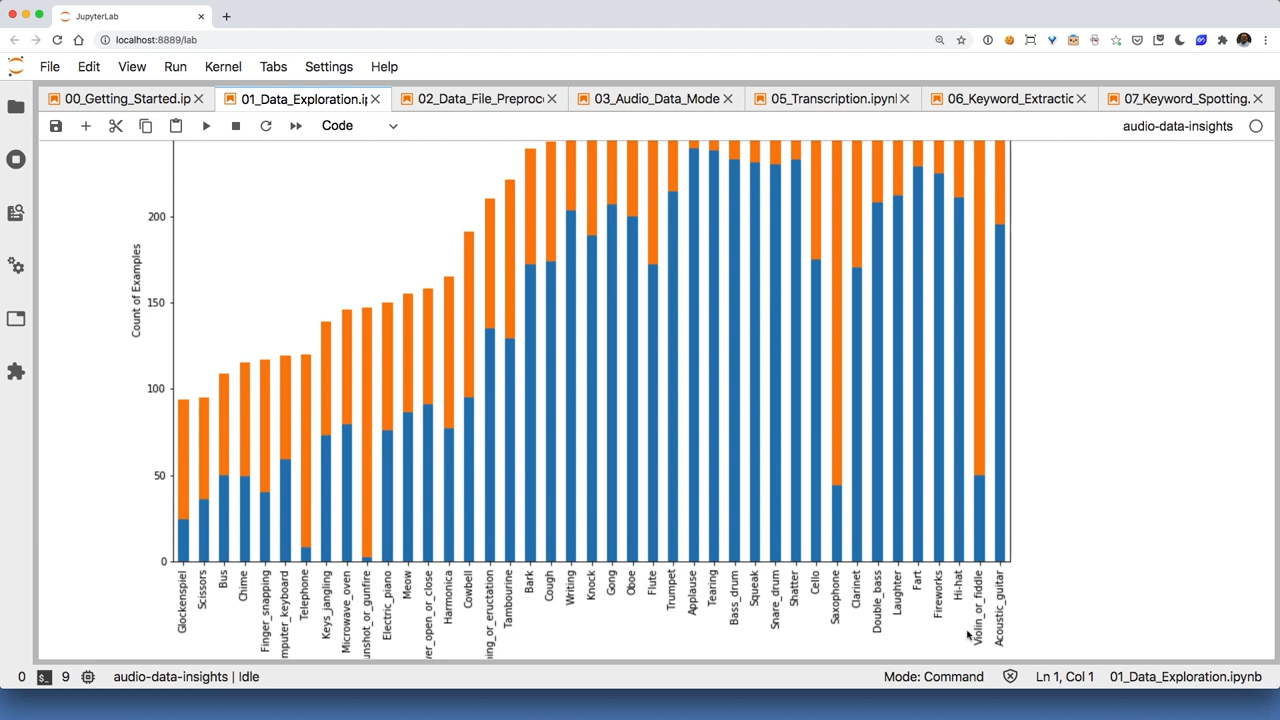 JupyterLab
localhost:8889/lab
File Edit View Run Kernel Tabs Settings Help
00_Getting_Started.ip
01_Data_Exploration.ip
02_Data_File_Preproc
03_Audio_Data_Mode
05_Transcription.ipynl
06_Keyword_Extractic
07_Keyword_Spotting.
Code
audio-data-insights
Count of Examples
200
150
100
50
0
Glockenspiel
Scissors
Bus
Chime
Finger_snapping
mputer_keyboard
Telephone
Keys_jangling
Microwave_oven
unshot_or_gunfire
Electric_piano
Meow
ver_open_or_close
Harmonica
Cowbell
ing_or_eructation
Tambourine
Bark
Cough
Writing
Knock
Gong
Oboe
Flute
Trumpet
Applause
Tearing
Bass_drum
Squeak
Snare_drum
Shatter
Cello
Saxophone
Clarinet
Double_bass
Laughter
Fart
Fireworks
Hi-hat
Violin_or_fiddle
Acoustic_guitar
0 $_ 9 audio-data-insights | Idle Mode: Command Ln 1, Col 1 01_Data_Exploration.ipynb